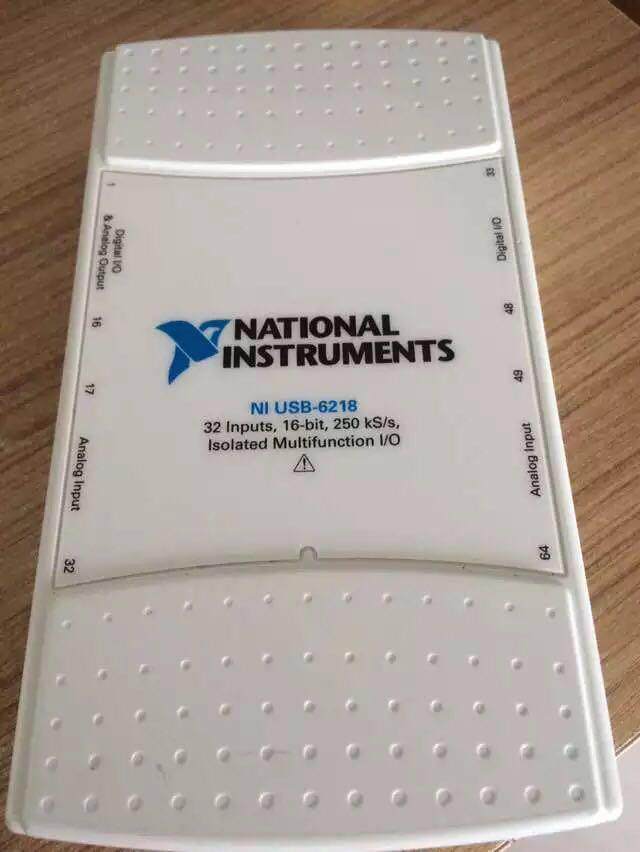 1
Digital I/O
& Analog Output
16
17
Analog Input
32
NATIONAL
INSTRUMENTS
NI USB-6218
32 Inputs, 16-bit, 250 kS/s,
Isolated Multifunction I/O
33
Digital I/O
48
49
Analog Input
64